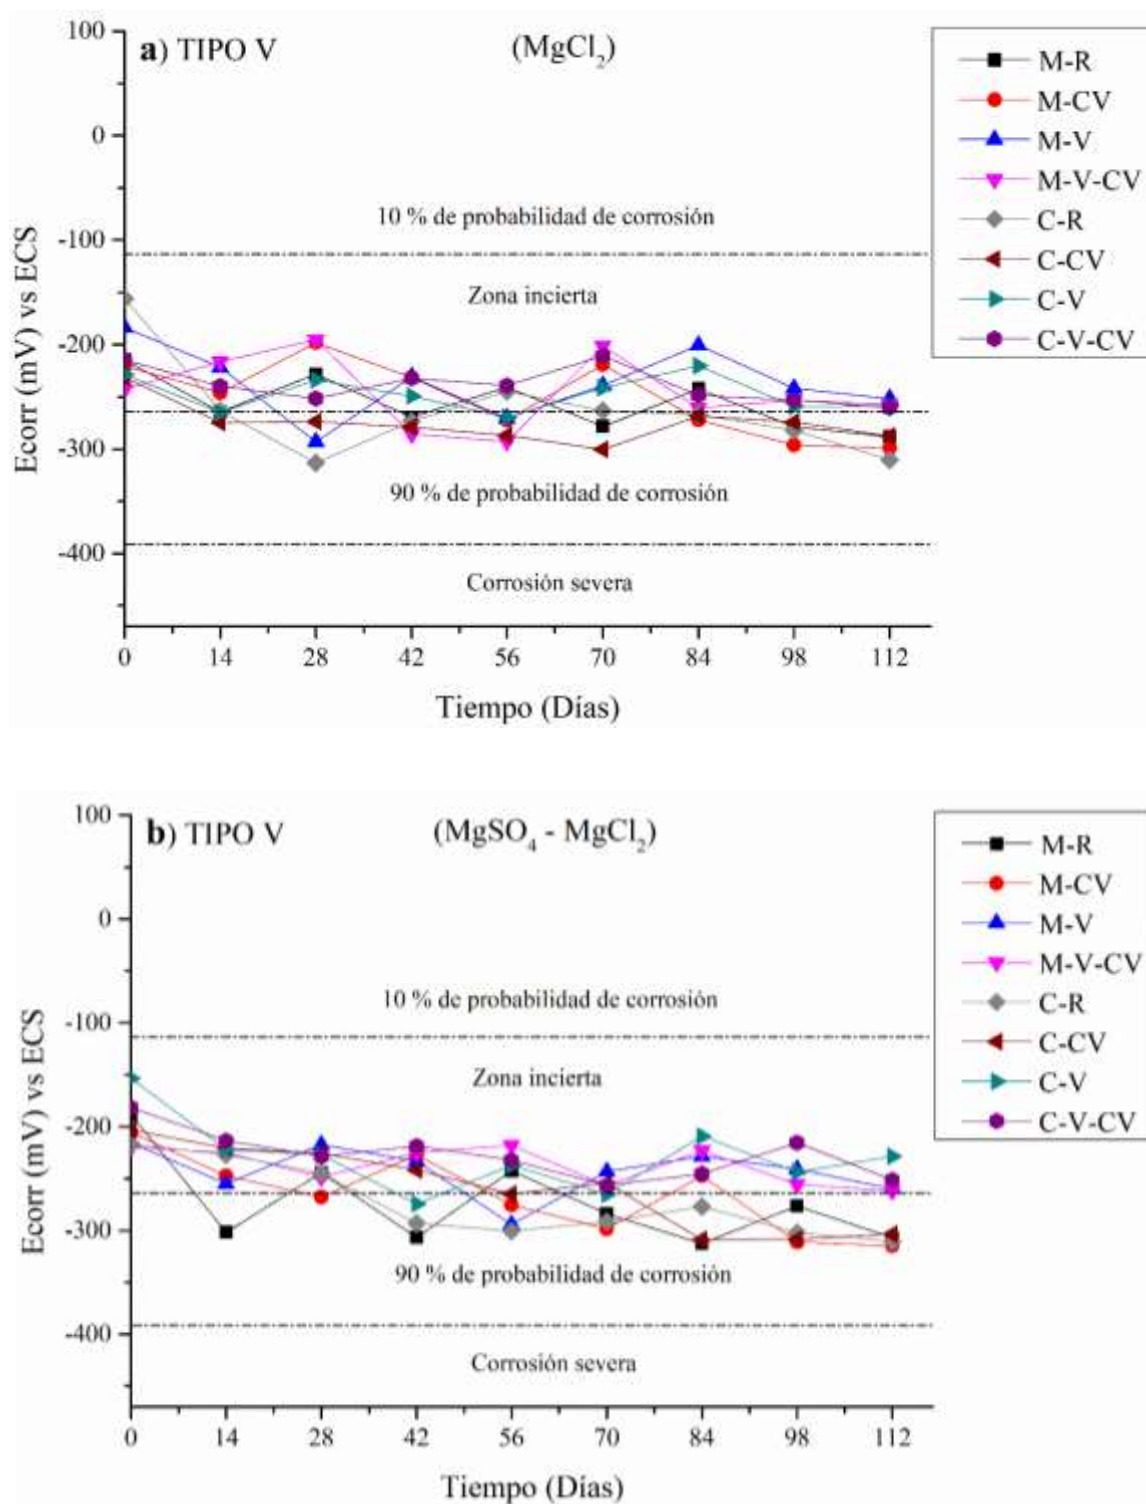 a) TIPO V
(MgCl₂)
100
0
-100
-200
-300
-400
Ecorr (mV) vs ECS
10 % de probabilidad de corrosión
Zona incierta
90 % de probabilidad de corrosión
Corrosión severa
0 14 28 42 56 70 84 98 112
Tiempo (Días)
M-R
M-CV
M-V
M-V-CV
C-R
C-CV
C-V
C-V-CV
b) TIPO V
(MgSO₄ - MgCl₂)
100
0
-100
-200
-300
-400
Ecorr (mV) vs ECS
10 % de probabilidad de corrosión
Zona incierta
90 % de probabilidad de corrosión
Corrosión severa
0 14 28 42 56 70 84 98 112
Tiempo (Días)
M-R
M-CV
M-V
M-V-CV
C-R
C-CV
C-V
C-V-CV